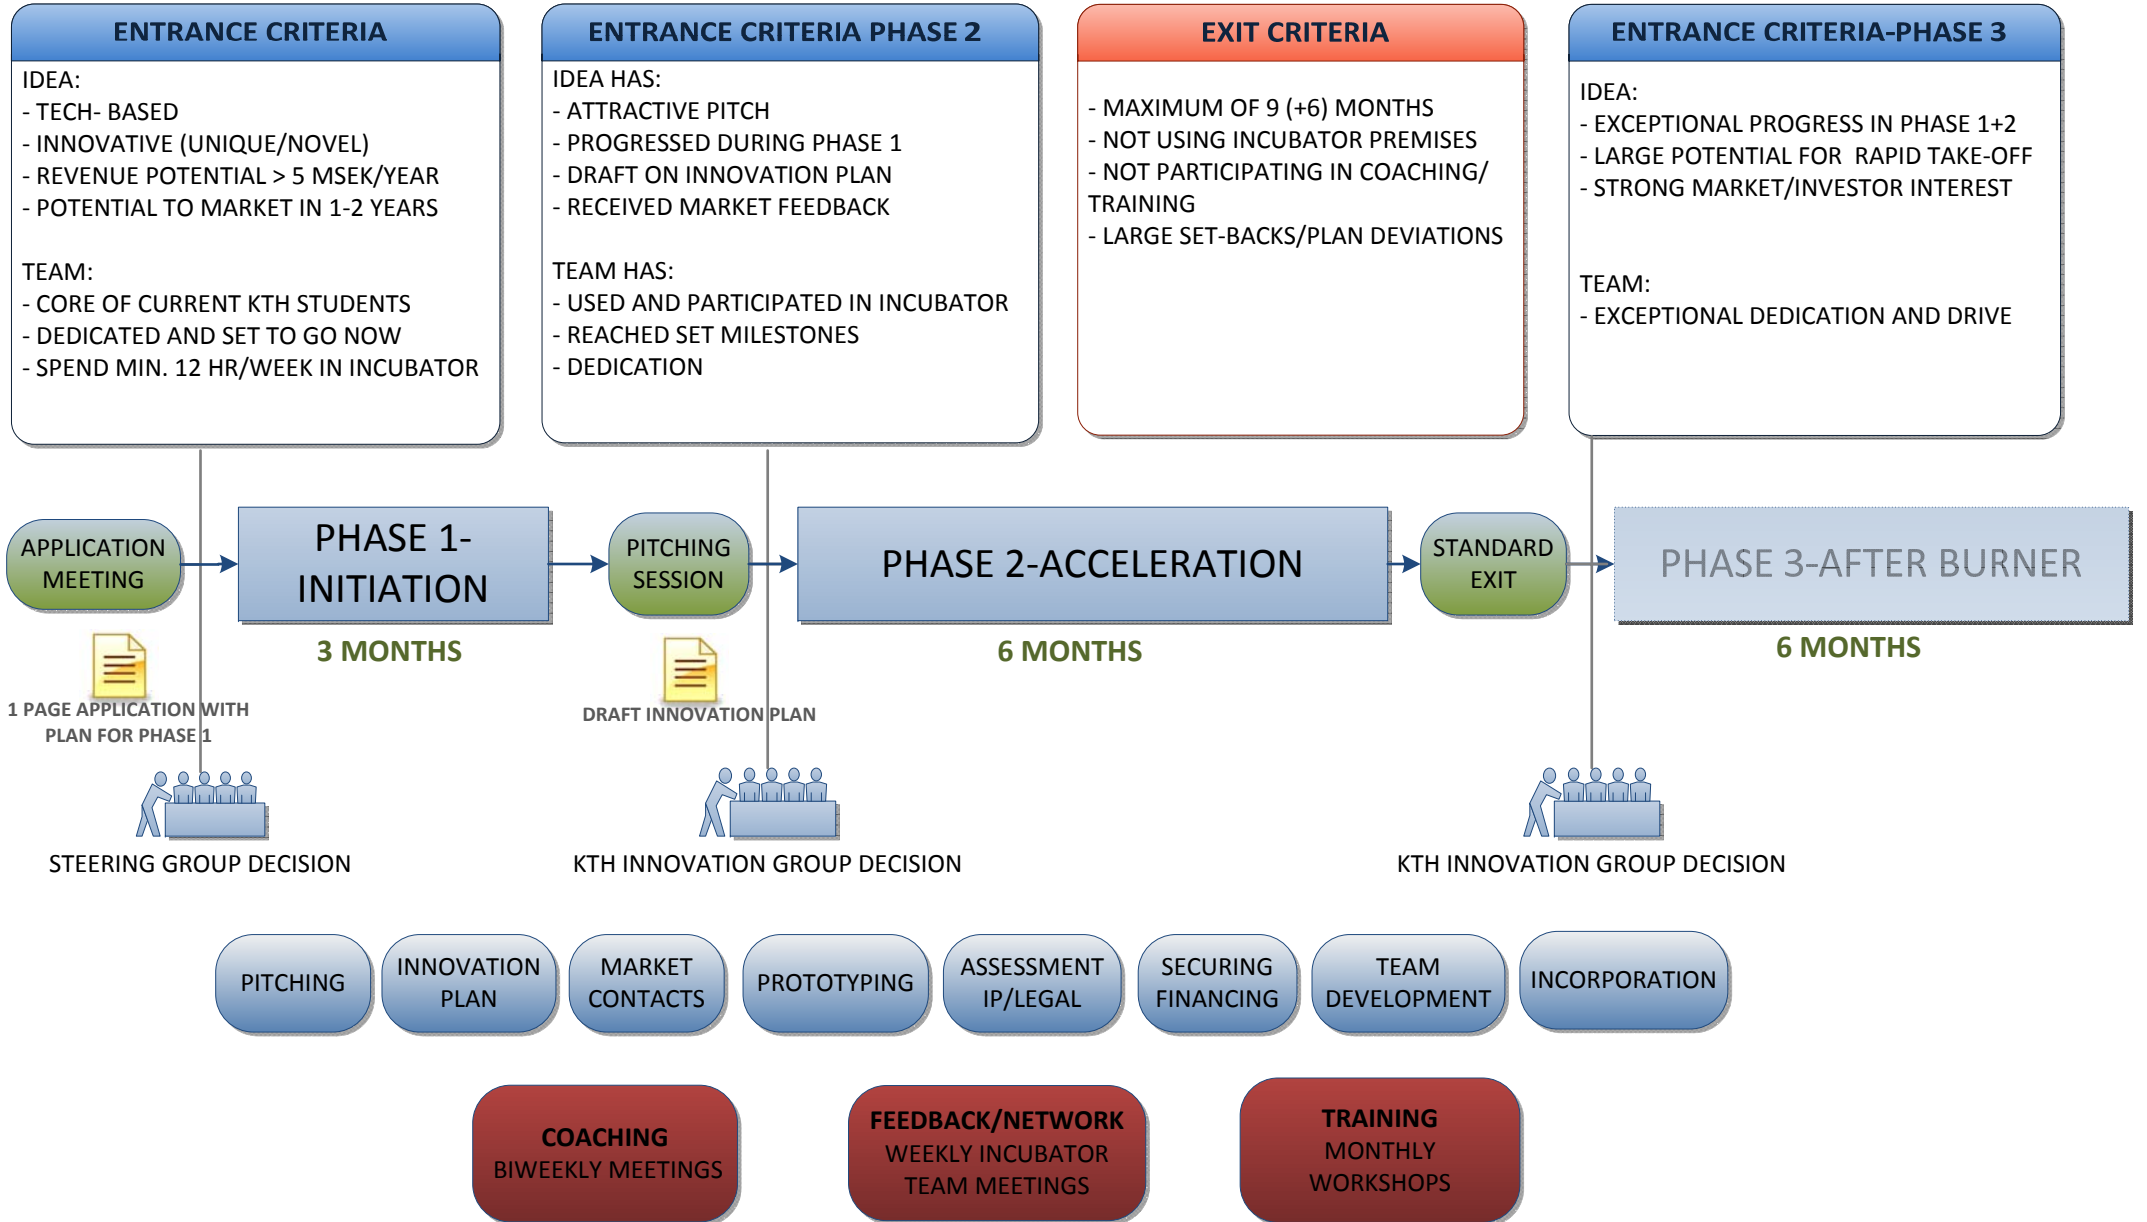 ENTRANCE CRITERIA
IDEA:
- TECH- BASED
- INNOVATIVE (UNIQUE/NOVEL)
- REVENUE POTENTIAL > 5 MSEK/YEAR
- POTENTIAL TO MARKET IN 1-2 YEARS
TEAM:
- CORE OF CURRENT KTH STUDENTS
- DEDICATED AND SET TO GO NOW
- SPEND MIN. 12 HR/WEEK IN INCUBATOR
ENTRANCE CRITERIA PHASE 2
IDEA HAS:
- ATTRACTIVE PITCH
- PROGRESSED DURING PHASE 1
- DRAFT ON INNOVATION PLAN
- RECEIVED MARKET FEEDBACK
TEAM HAS:
- USED AND PARTICIPATED IN INCUBATOR
- REACHED SET MILESTONES
- DEDICATION
EXIT CRITERIA
- MAXIMUM OF 9 (+6) MONTHS
- NOT USING INCUBATOR PREMISES
- NOT PARTICIPATING IN COACHING/
TRAINING
- LARGE SET-BACKS/PLAN DEVIATIONS
ENTRANCE CRITERIA-PHASE 3
IDEA:
- EXCEPTIONAL PROGRESS IN PHASE 1+2
- LARGE POTENTIAL FOR RAPID TAKE-OFF
- STRONG MARKET/INVESTOR INTEREST
TEAM:
- EXCEPTIONAL DEDICATION AND DRIVE
APPLICATION
MEETING
PHASE 1-
INITIATION
PITCHING
SESSION
PHASE 2-ACCELERATION
STANDARD
EXIT
PHASE 3-AFTER BURNER
3 MONTHS
6 MONTHS
6 MONTHS
1 PAGE APPLICATION WITH
PLAN FOR PHASE 1
DRAFT INNOVATION PLAN
STEERING GROUP DECISION
KTH INNOVATION GROUP DECISION
KTH INNOVATION GROUP DECISION
PITCHING
INNOVATION
PLAN
MARKET
CONTACTS
PROTOTYPING
ASSESSMENT
IP/LEGAL
SECURING
FINANCING
TEAM
DEVELOPMENT
INCORPORATION
COACHING
BIWEEKLY MEETINGS
FEEDBACK/NETWORK
WEEKLY INCUBATOR
TEAM MEETINGS
TRAINING
MONTHLY
WORKSHOPS